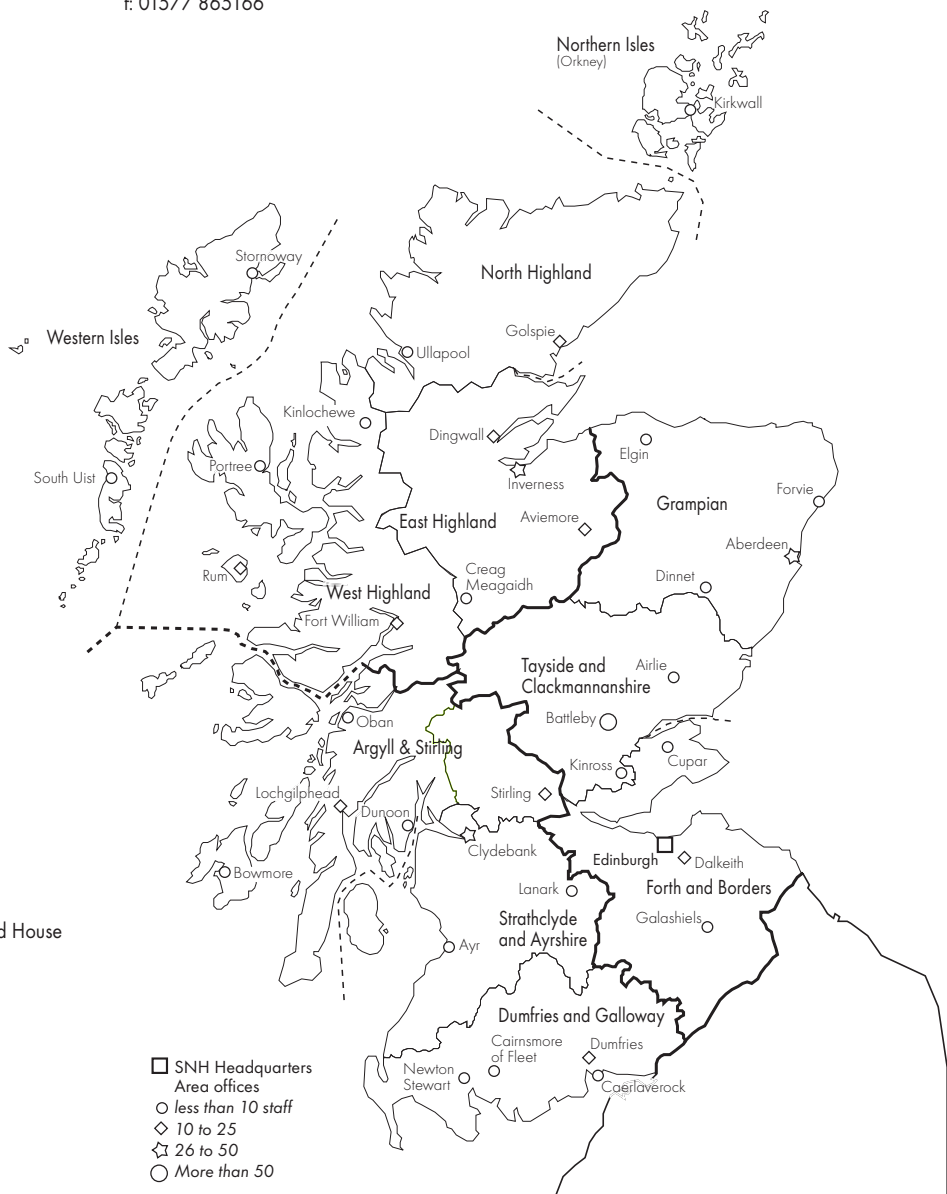 f: 01577 865166
Northern Isles
(Orkney)
Kirkwall
Stornoway
North Highland
Western Isles
Golspie
Ullapool
Kinlochewe
Dingwall
Elgin
Portree
South Uist
Inverness
Forvie
Grampian
East Highland
Aviemore
Aberdeen
Rum
Creag
Meagaidh
Dinnet
West Highland
Fort William
Tayside and
Clackmannanshire
Airlie
Oban
Battleby
Argyll & Stirling
Kinross
Cupar
Lochgilphead
Stirling
Dunoon
Clydebank
Edinburgh
Dalkeith
Bowmore
Lanark
Forth and Borders
Galashiels
d House
Strathclyde
and Ayrshire
Ayr
Dumfries and Galloway
Cairnsmore
of Fleet
Dumfries
Newton
Stewart
Caerlaverock
SNH Headquarters
Area offices
less than 10 staff
10 to 25
26 to 50
More than 50